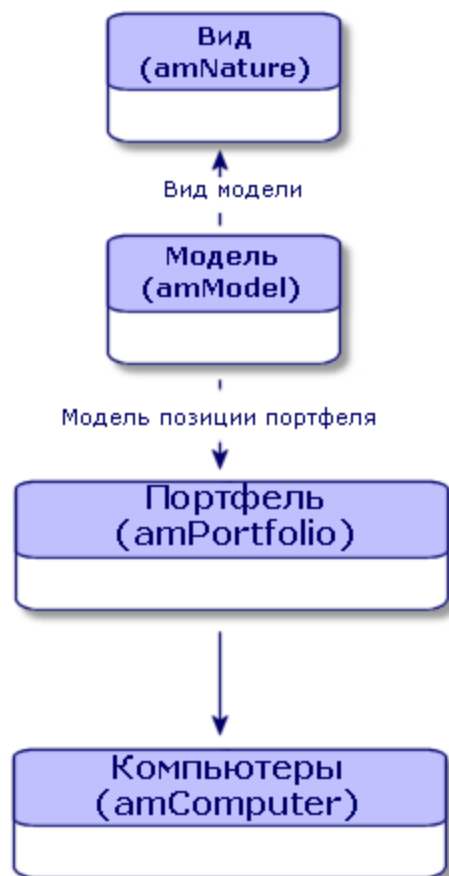 Вид
(amNature)
Вид модели
Модель
(amModel)
Модель позиции портфеля
Портфель
(amPortfolio)
Компьютеры
(amComputer)